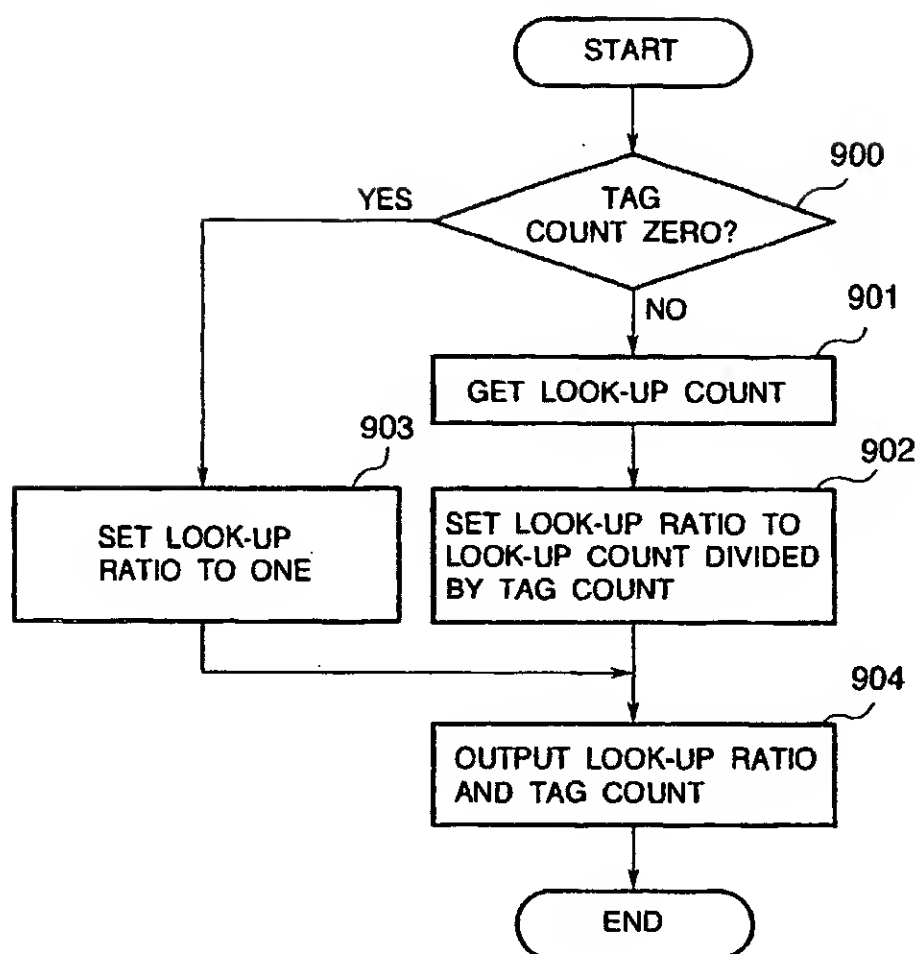 START
900
YES
TAG
COUNT ZERO?
NO
901
GET LOOK-UP COUNT
903
902
SET LOOK-UP
RATIO TO ONE
SET LOOK-UP RATIO TO
LOOK-UP COUNT DIVIDED
BY TAG COUNT
904
OUTPUT LOOK-UP RATIO
AND TAG COUNT
END